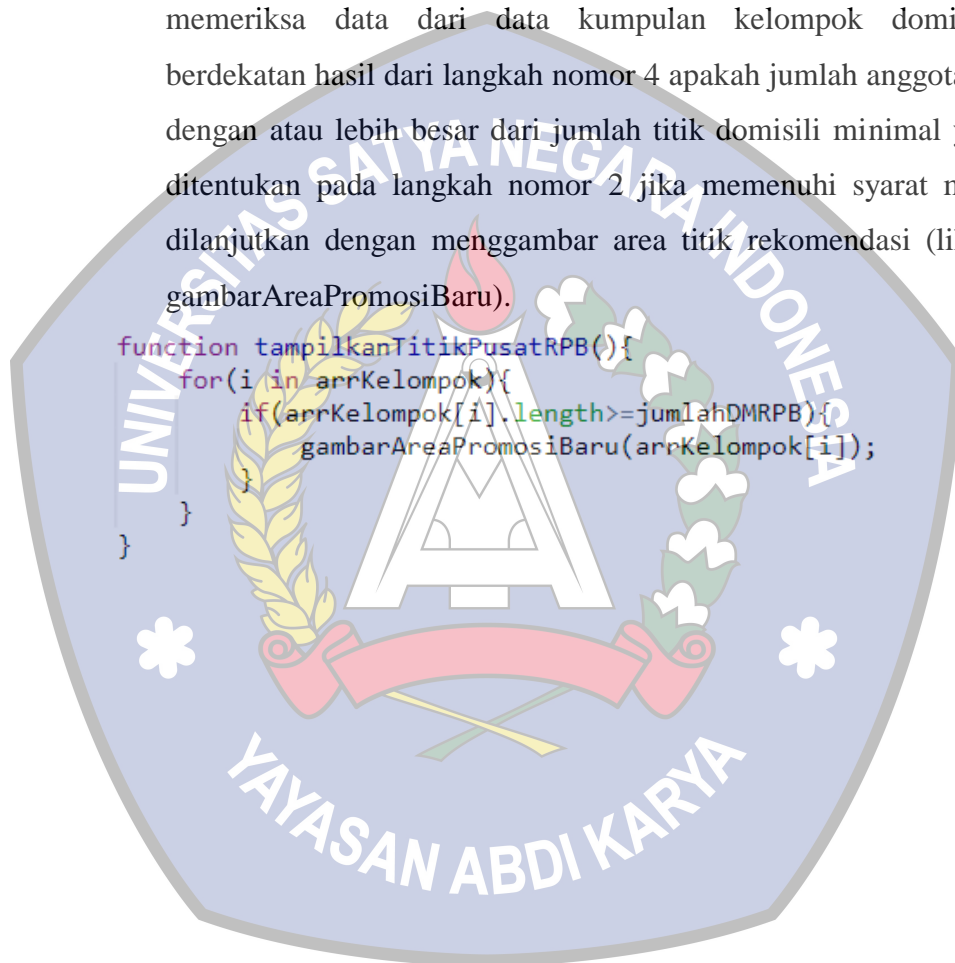 memeriksa data dari data kumpulan kelompok domi
berdekatan hasil dari langkah nomor 4 apakah jumlah anggota
dengan atau lebih besar dari jumlah titik domisili minimal
ditentukan pada langkah nomor 2 jika memenuhi syarat
dilanjutkan dengan menggambar area titik rekomendasi (li
gambarAreaPromosiBaru).
function tampilkanTitikPusatRPB(){
for(i in arrKelompok){
if(arrKelompok[i].length>=jumlahDMRPB){
gambarAreaPromosiBaru(arrKelompok[i]);
}
}
}
UNIVERSITAS SATYA NEGARA INDONESIA
YAYASAN ABDI KARYA